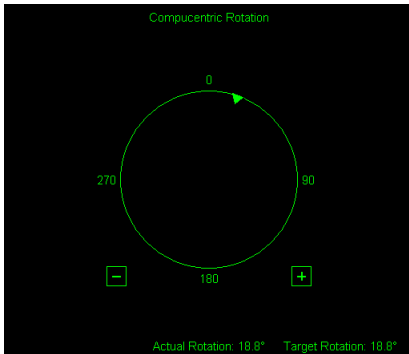 Compucentric Rotation
0
270
90
180
− +
Actual Rotation: 18.8° Target Rotation: 18.8°